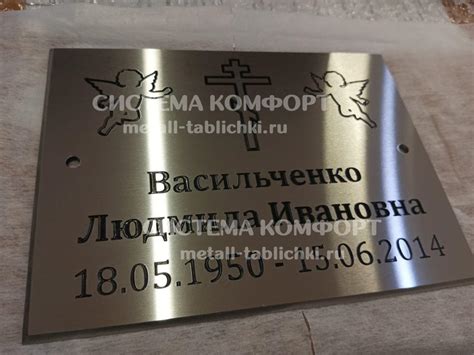 СИСТЕМА КОМФОРТ
metall-tablichki.ru
Васильченко
Людмила Ивановна
СИСТЕМА КОМФОРТ
metall-tablichki.ru
18.05.1950 - 15.06.2014